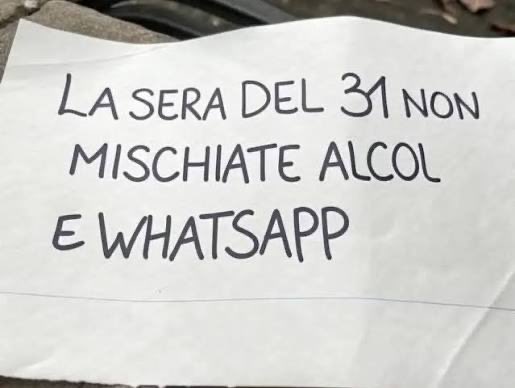 LA SERA DEL 31 NON
MISCHIATE ALCOL
E WHATSAPP